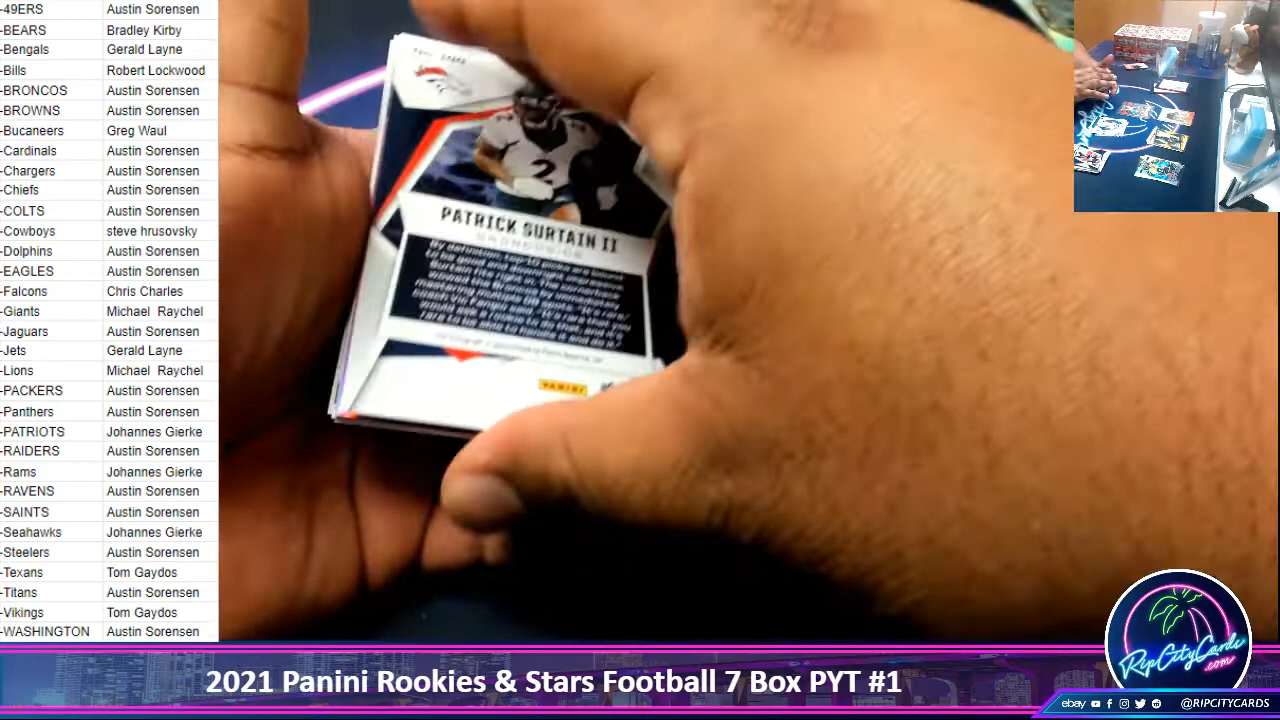 -49ERS Austin Sorensen
-BEARS Bradley Kirby
-Bengals Gerald Layne
-Bills Robert Lockwood
-BRONCOS Austin Sorensen
-BROWNS Austin Sorensen
-Bucaneers Greg Waul
-Cardinals Austin Sorensen
-Chargers Austin Sorensen
-Chiefs Austin Sorensen
-COLTS Austin Sorensen
-Cowboys steve hrusovsky
-Dolphins Austin Sorensen
-EAGLES Austin Sorensen
-Falcons Chris Charles
-Giants Michael Raychel
-Jaguars Austin Sorensen
-Jets Gerald Layne
-Lions Michael Raychel
-PACKERS Austin Sorensen
-Panthers Austin Sorensen
-PATRIOTS Johannes Gierke
-RAIDERS Austin Sorensen
-Rams Johannes Gierke
-RAVENS Austin Sorensen
-SAINTS Austin Sorensen
-Seahawks Johannes Gierke
-Steelers Austin Sorensen
-Texans Tom Gaydos
-Titans Austin Sorensen
-Vikings Tom Gaydos
-WASHINGTON Austin Sorensen
2
PATRICK SURTAIN II
PANINI
RipCityCards
.com
2021 Panini Rookies & Stars Football 7 Box PYT #1
ebay @RIPCITYCARDS